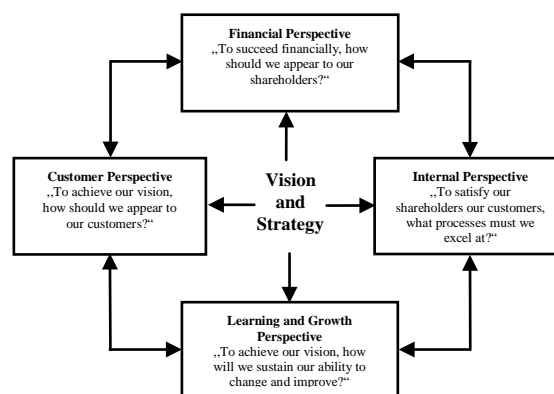 Financial Perspective
„To succeed financially, how
should we appear to our
shareholders?“
Customer Perspective
„To achieve our vision,
how should we appear to
our customers?“
Vision
and
Strategy
Internal Perspective
„To satisfy our
shareholders our customers,
what processes must we
excel at?“
Learning and Growth
Perspective
„To achieve our vision, how
will we sustain our ability to
change and improve?“